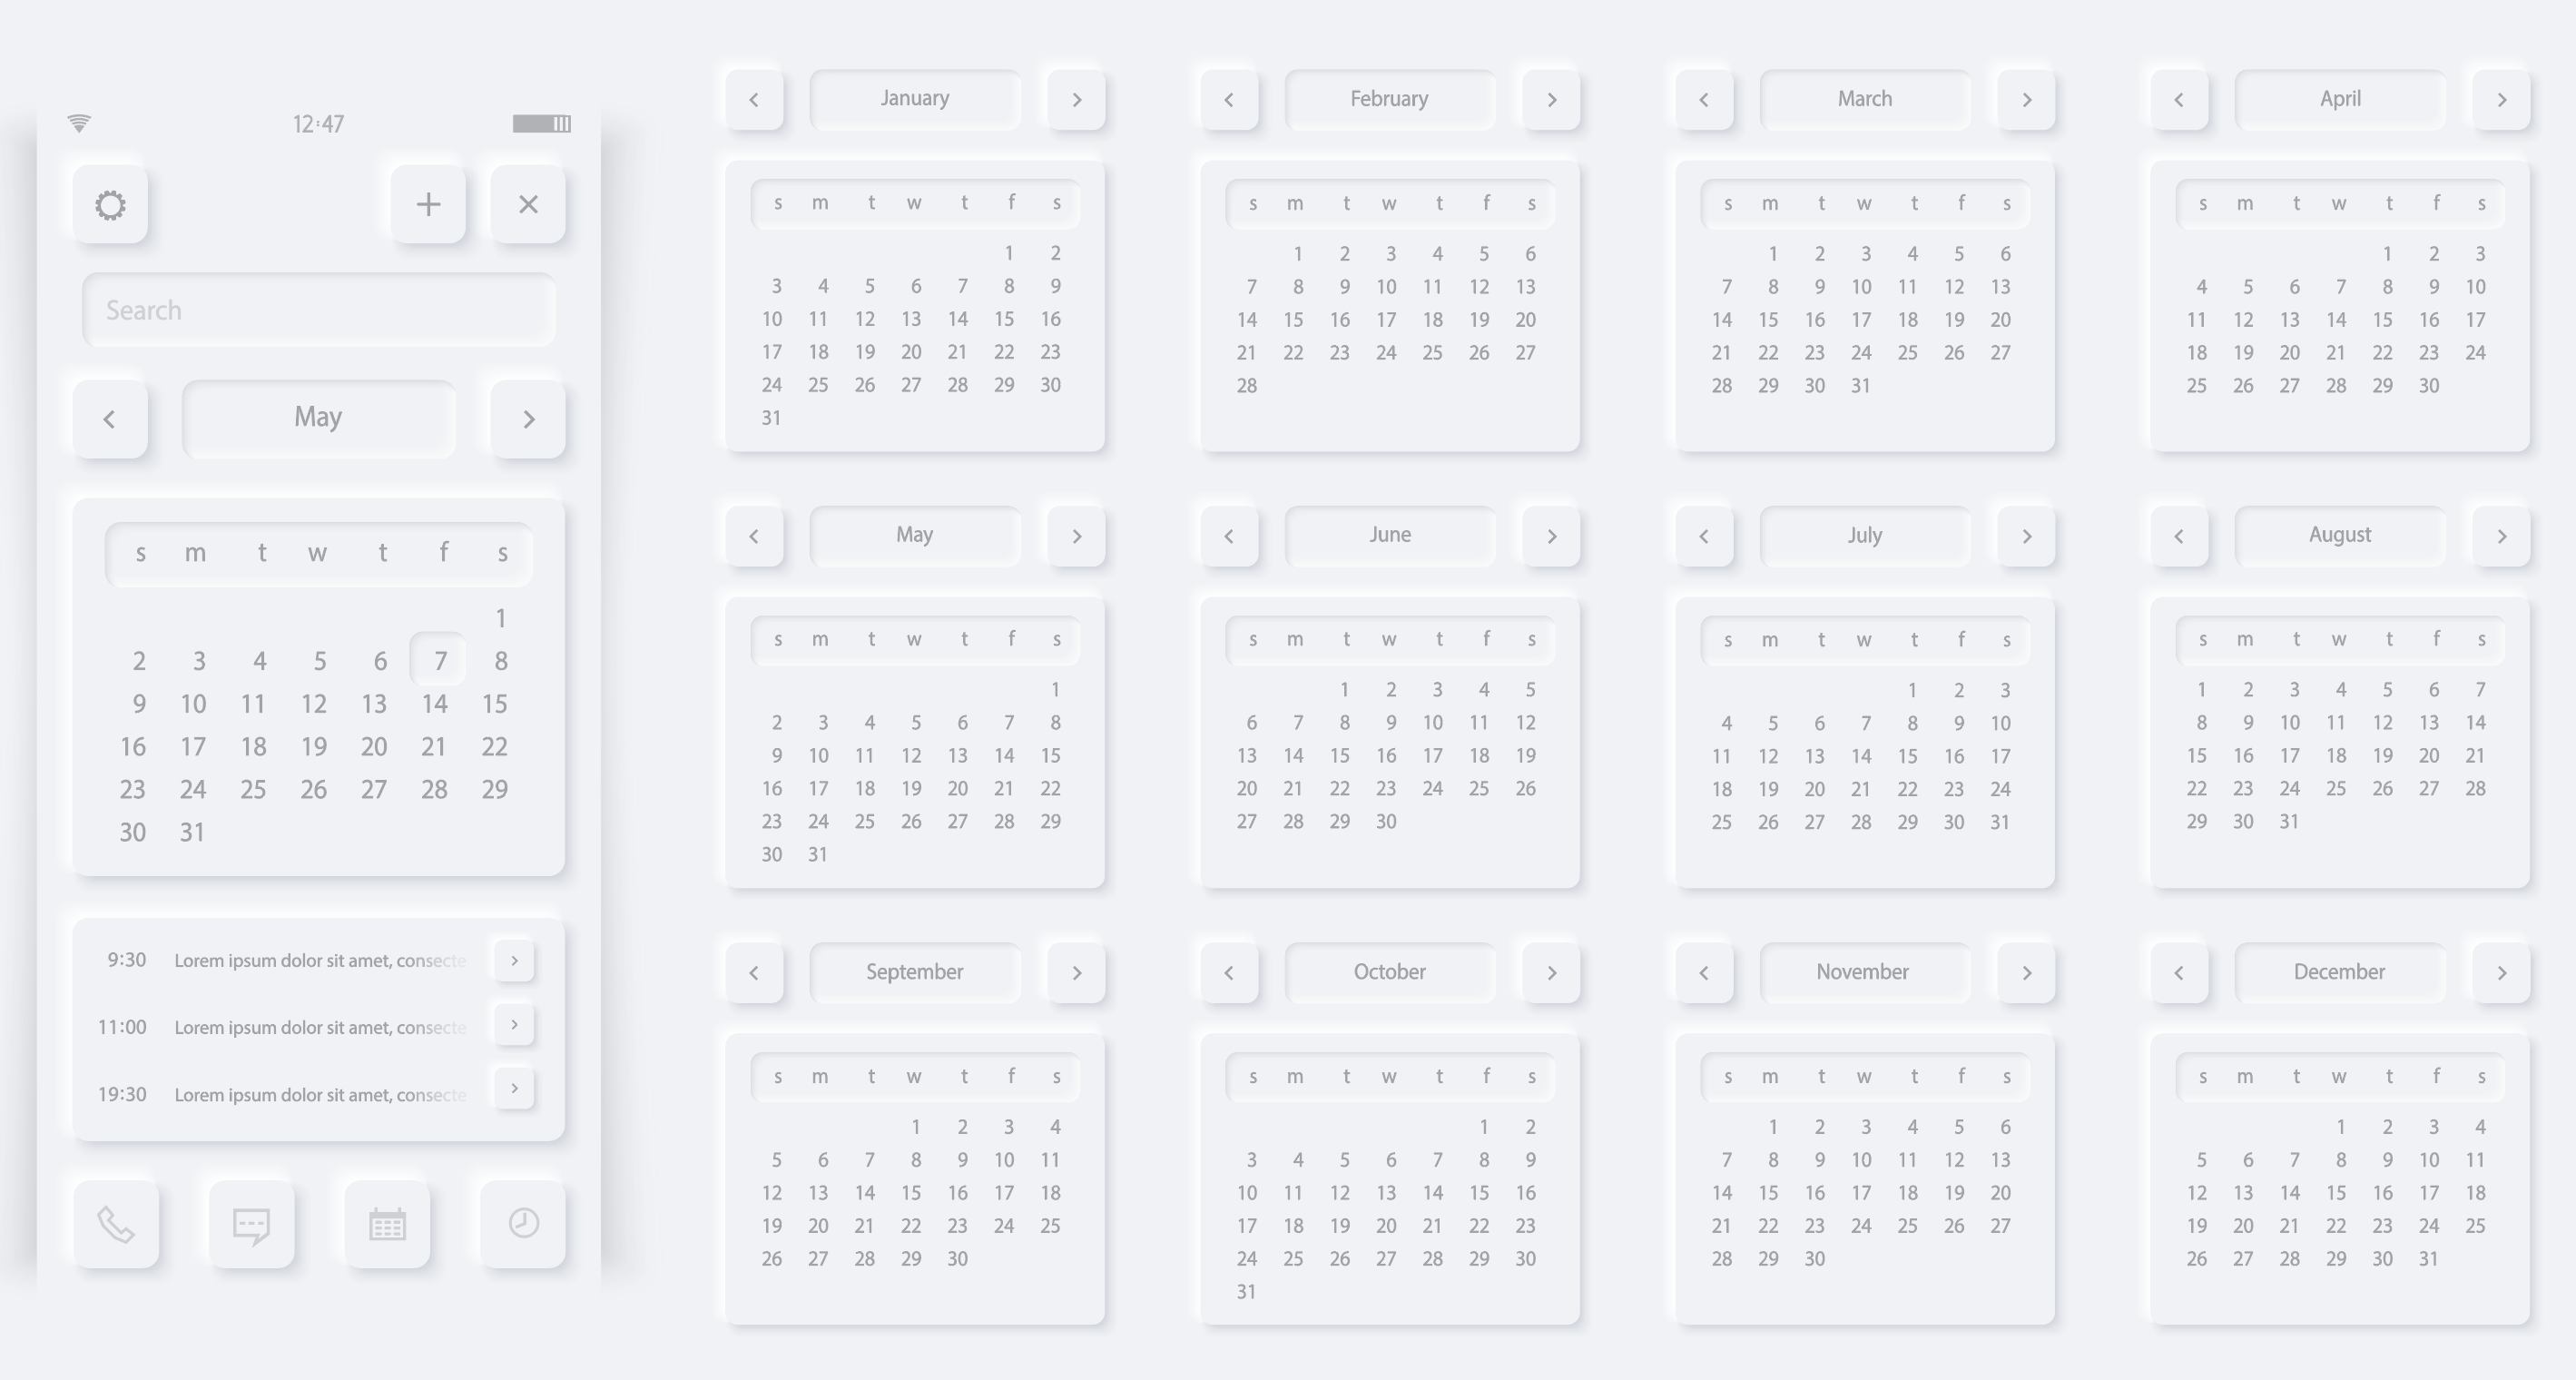 12:47
Search
May
s m t w t f s
1
2 3 4 5 6 7 8
9 10 11 12 13 14 15
16 17 18 19 20 21 22
23 24 25 26 27 28 29
30 31
9:30 Lorem ipsum dolor sit amet, consecte
11:00 Lorem ipsum dolor sit amet, consecte
19:30 Lorem ipsum dolor sit amet, consecte
January
s m t w t f s
1 2
3 4 5 6 7 8 9
10 11 12 13 14 15 16
17 18 19 20 21 22 23
24 25 26 27 28 29 30
31
February
s m t w t f s
1 2 3 4 5 6
7 8 9 10 11 12 13
14 15 16 17 18 19 20
21 22 23 24 25 26 27
28
March
s m t w t f s
1 2 3 4 5 6
7 8 9 10 11 12 13
14 15 16 17 18 19 20
21 22 23 24 25 26 27
28 29 30 31
April
s m t w t f s
1 2 3
4 5 6 7 8 9 10
11 12 13 14 15 16 17
18 19 20 21 22 23 24
25 26 27 28 29 30
May
s m t w t f s
1
2 3 4 5 6 7 8
9 10 11 12 13 14 15
16 17 18 19 20 21 22
23 24 25 26 27 28 29
30 31
June
s m t w t f s
1 2 3 4 5
6 7 8 9 10 11 12
13 14 15 16 17 18 19
20 21 22 23 24 25 26
27 28 29 30
July
s m t w t f s
1 2 3
4 5 6 7 8 9 10
11 12 13 14 15 16 17
18 19 20 21 22 23 24
25 26 27 28 29 30 31
August
s m t w t f s
1 2 3 4 5 6 7
8 9 10 11 12 13 14
15 16 17 18 19 20 21
22 23 24 25 26 27 28
29 30 31
September
s m t w t f s
1 2 3 4
5 6 7 8 9 10 11
12 13 14 15 16 17 18
19 20 21 22 23 24 25
26 27 28 29 30
October
s m t w t f s
1 2
3 4 5 6 7 8 9
10 11 12 13 14 15 16
17 18 19 20 21 22 23
24 25 26 27 28 29 30
31
November
s m t w t f s
1 2 3 4 5 6
7 8 9 10 11 12 13
14 15 16 17 18 19 20
21 22 23 24 25 26 27
28 29 30
December
s m t w t f s
1 2 3 4
5 6 7 8 9 10 11
12 13 14 15 16 17 18
19 20 21 22 23 24 25
26 27 28 29 30 31